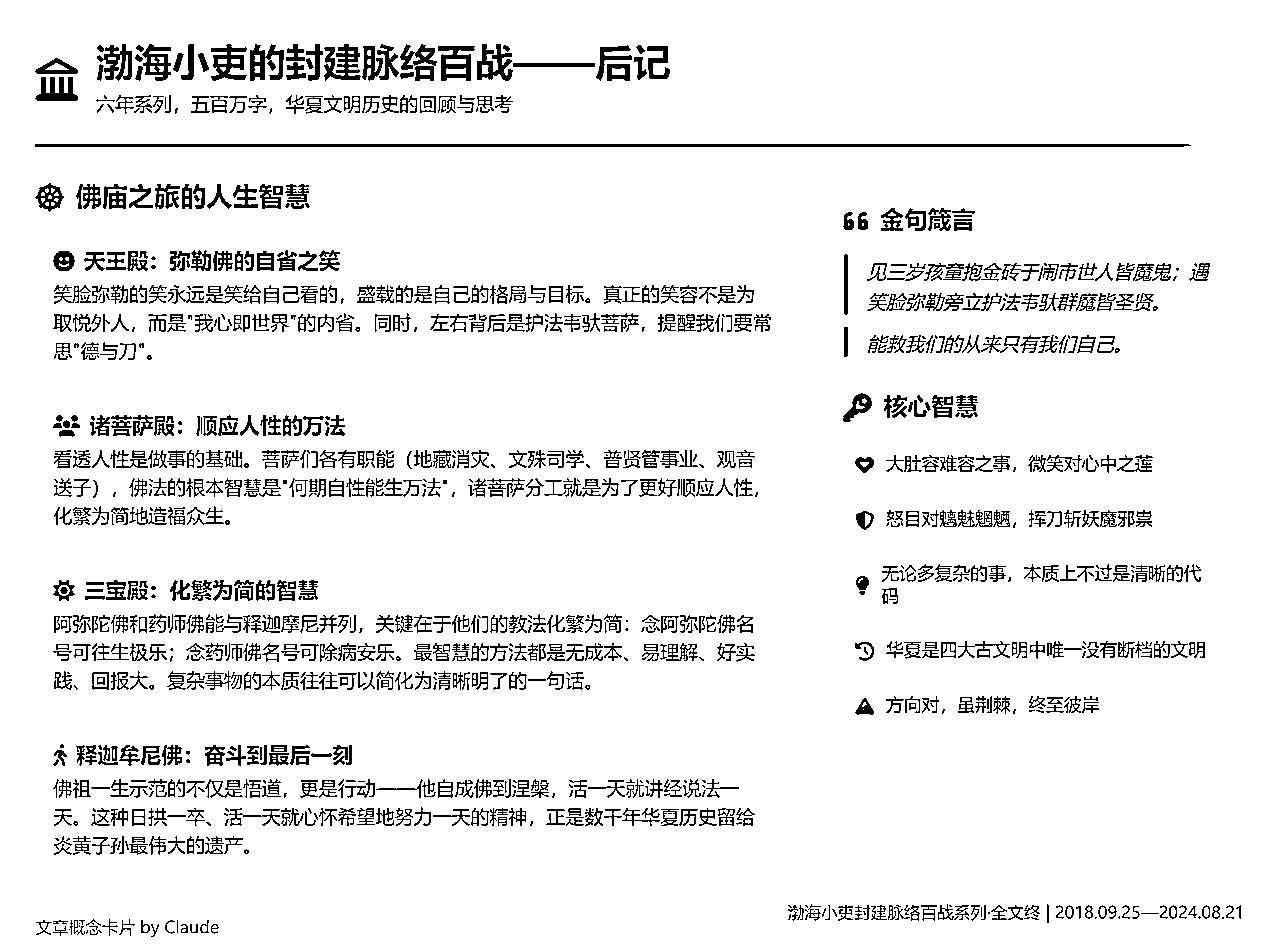 渤海小吏的封建脉络百战——后记
六年系列，五百万字，华夏文明历史的回顾与思考
佛庙之旅的人生智慧
天王殿：弥勒佛的自省之笑
笑脸弥勒的笑永远是笑给自己看的，盛载的是自己的格局与目标。真正的笑容不是为
取悦外人，而是"我心即世界"的内省。同时，左右背后是护法韦驮菩萨，提醒我们要常
思"德与刀"。
诸菩萨殿：顺应人性的万法
看透人性是做事的基础。菩萨们各有职能（地藏消灾、文殊司学、普贤管事业、观音
送子），佛法的根本智慧是"何期自性能生万法"，诸菩萨分工就是为了更好顺应人性，
化繁为简地造福众生。
三宝殿：化繁为简的智慧
阿弥陀佛和药师佛能与释迦摩尼并列，关键在于他们的教法化繁为简：念阿弥陀佛名
号可往生极乐；念药师佛名号可除病安乐。最智慧的方法都是无成本、易理解、好实
践、回报大。复杂事物的本质往往可以简化为清晰明了的一句话。
释迦牟尼佛：奋斗到最后一刻
佛祖一生示范的不仅是悟道，更是行动——他自成佛到涅槃，活一天就讲经说法一
天。这种日拱一卒、活一天就心怀希望地努力一天的精神，正是数千年华夏历史留给
炎黄子孙最伟大的遗产。
金句箴言
见三岁孩童抱金砖于闹市世人皆魔鬼；遇
笑脸弥勒旁立护法韦驮群魔皆圣贤。
能救我们的从来只有我们自己。
核心智慧
大肚容难容之事，微笑对心中之莲
怒目对魑魅魍魉，挥刀斩妖魔邪祟
无论多复杂的事，本质上不过是清晰的代
码
华夏是四大古文明中唯一没有断档的文明
方向对，虽荆棘，终至彼岸
文章概念卡片 by Claude
渤海小吏封建脉络百战系列·全文终 | 2018.09.25—2024.08.21